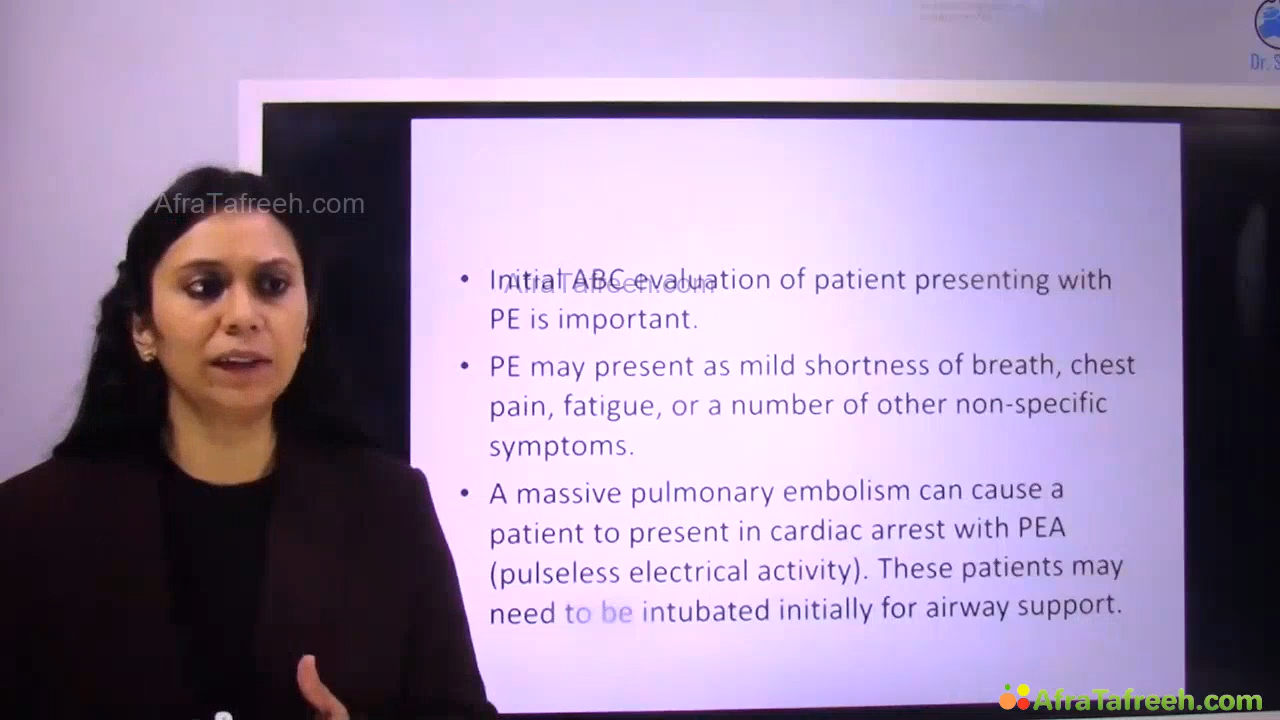 Dr. S
AfraTafreeh.com
• Initial ABC evaluation of patient presenting with
AfraTafreeh.com
PE is important.
• PE may present as mild shortness of breath, chest
pain, fatigue, or a number of other non-specific
symptoms.
• A massive pulmonary embolism can cause a
patient to present in cardiac arrest with PEA
(pulseless electrical activity). These patients may
need to be intubated initially for airway support.
AfraTafreeh.com